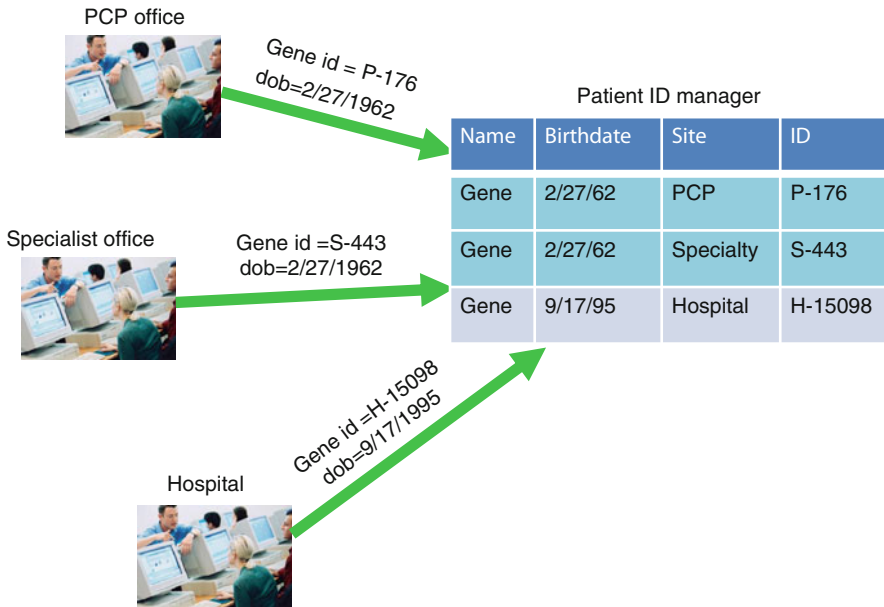 PCP office
Gene id = P-176
dob=2/27/1962
Patient ID manager
Name Birthdate Site ID
Gene 2/27/62 PCP P-176
Gene 2/27/62 Specialty S-443
Gene 9/17/95 Hospital H-15098
Specialist office
Gene id =S-443
dob=2/27/1962
Gene id =H-15098
dob=9/17/1995
Hospital